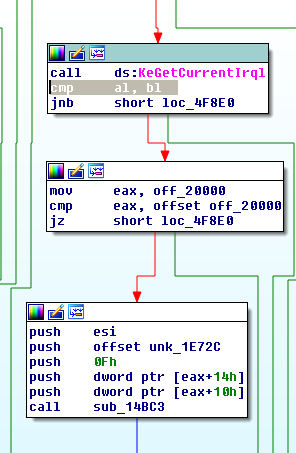 call    ds:KeGetCurrentIrql
cmp     al, bl
jnb     short loc_4F8E0
mov     eax, off_20000
cmp     eax, offset off_20000
jz      short loc_4F8E0
push    esi
push    offset unk_1E72C
push    0Fh
push    dword ptr [eax+14h]
push    dword ptr [eax+10h]
call    sub_14BC3